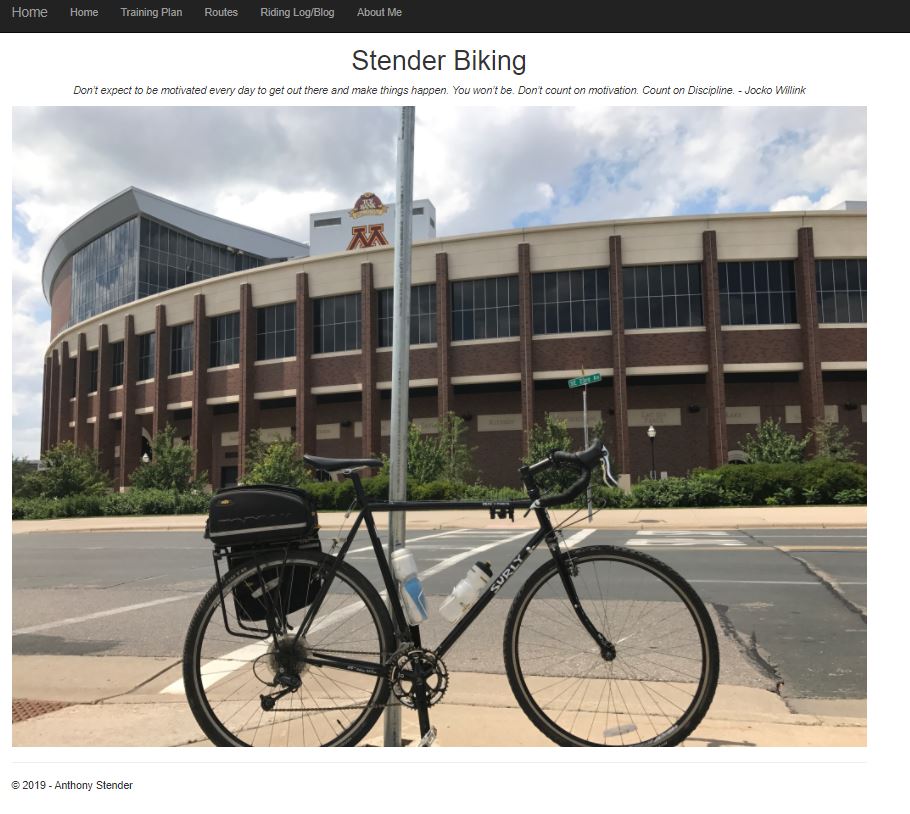 Home Home Training Plan Routes Riding Log/Blog About Me
Stender Biking
Don't expect to be motivated every day to get out there and make things happen. You won't be. Don't count on motivation. Count on Discipline. - Jocko Willink
M
SURLY
© 2019 - Anthony Stender